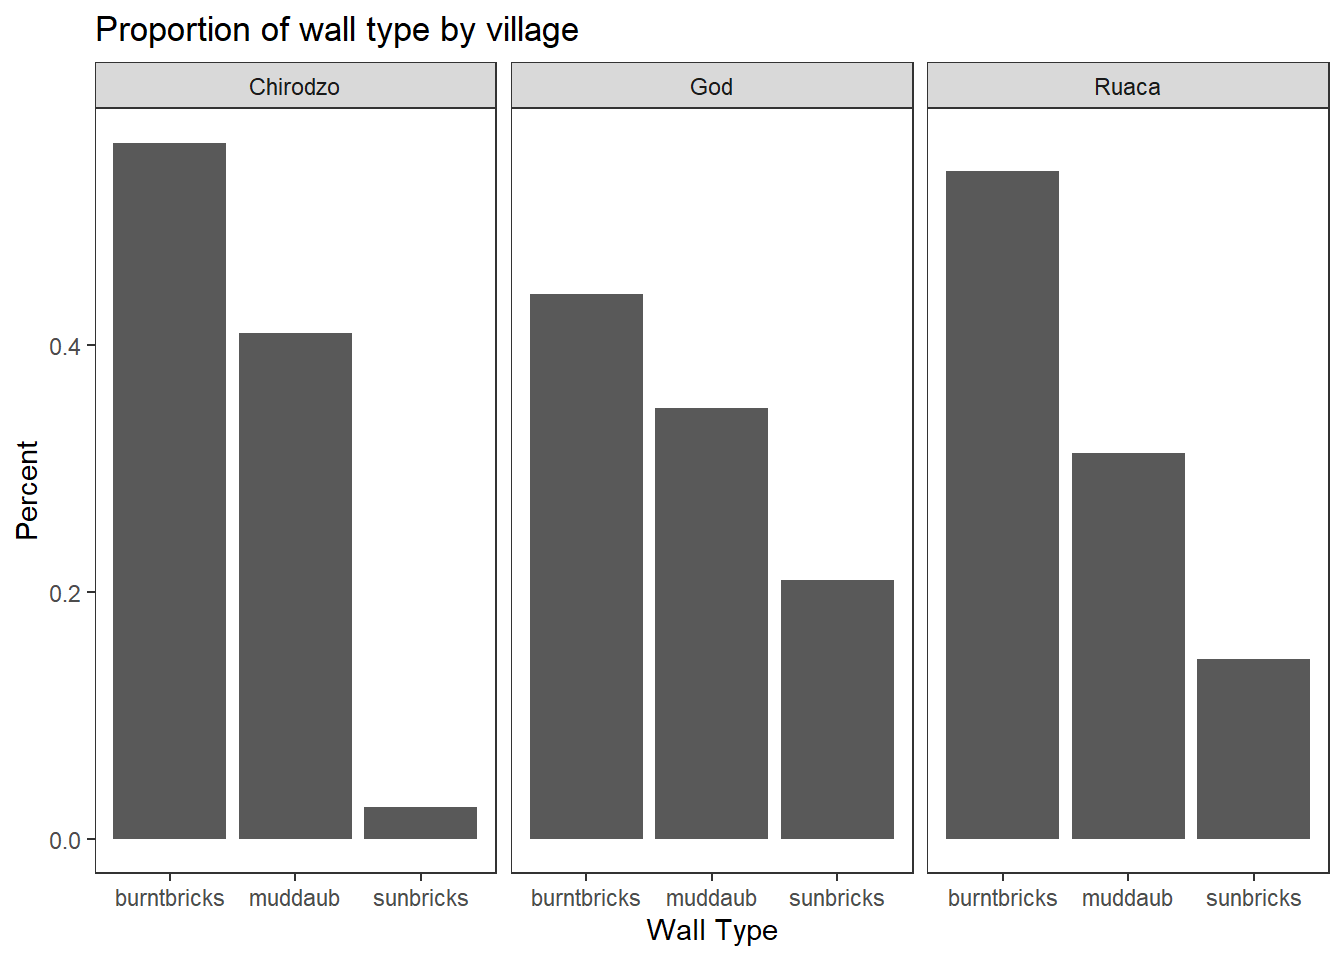 Proportion of wall type by village
Chirodzo God Ruaca
Percent
0.4
0.2
0.0
burntbricks muddaub sunbricks burntbricks muddaub sunbricks burntbricks muddaub sunbricks
Wall Type